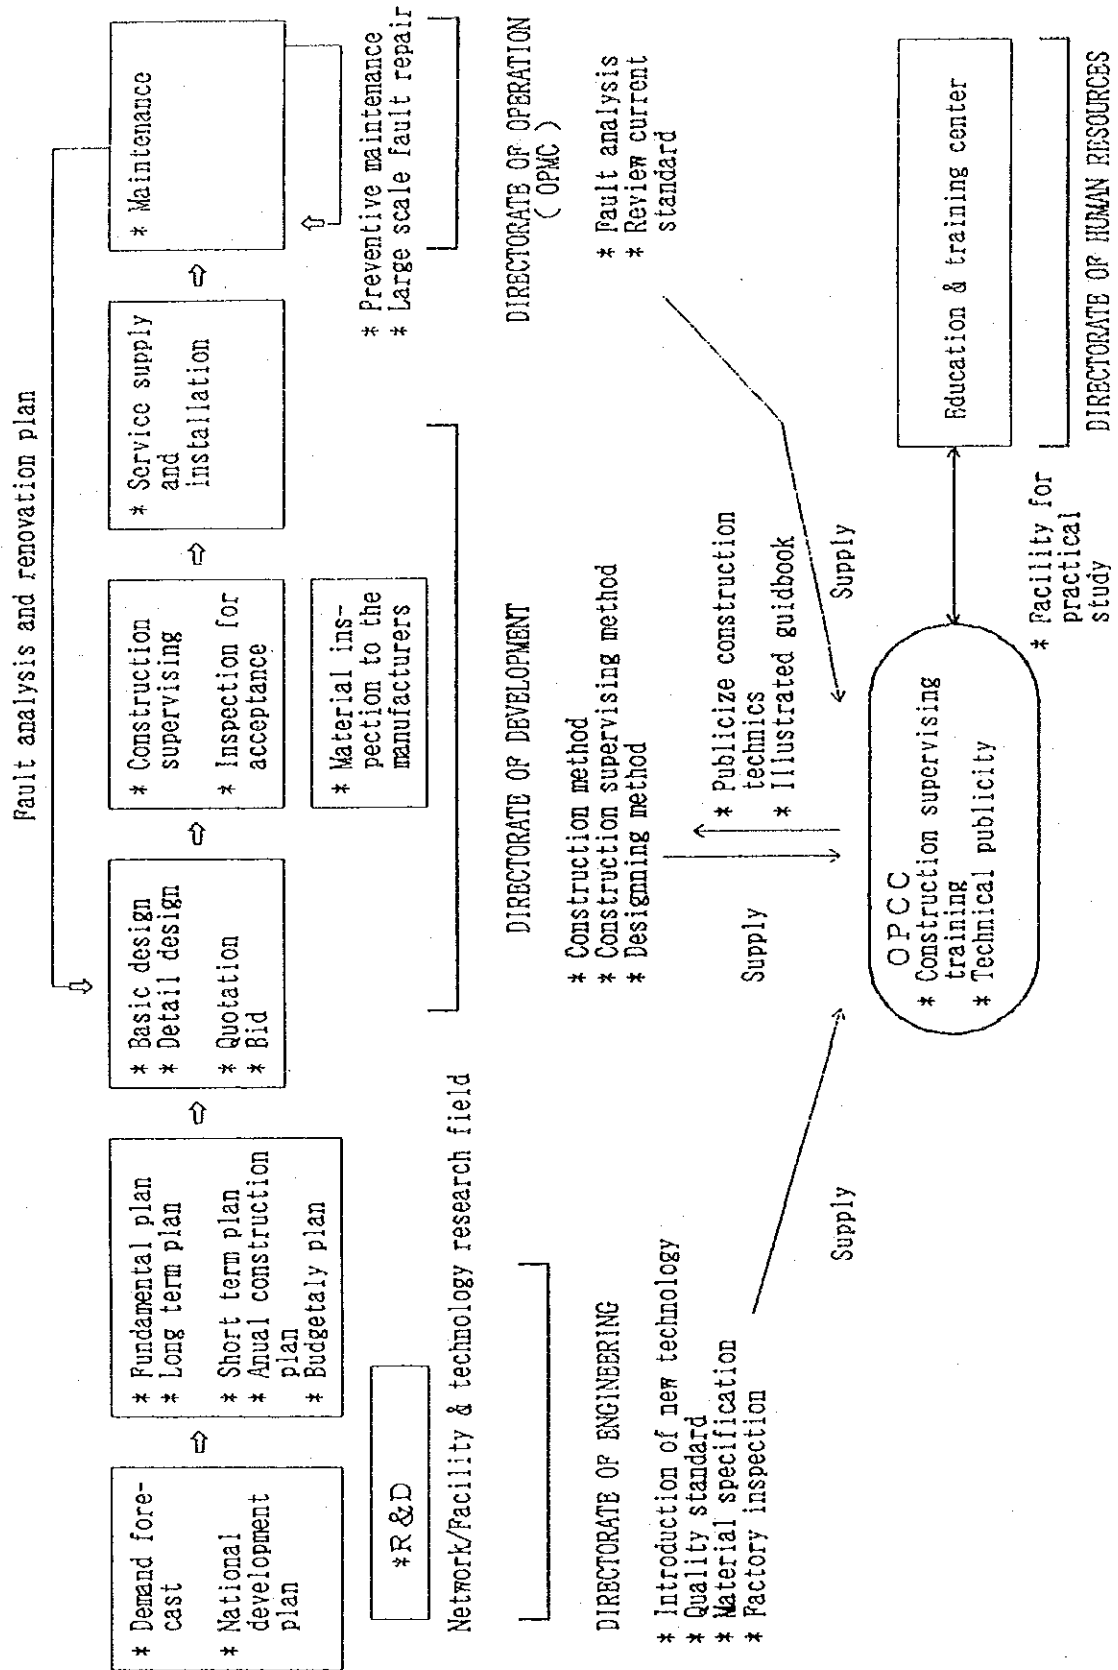 Fault analysis and renovation plan
* Demand fore-
cast
* National
development
plan
* Fundamental plan
* Long term plan
* Short term plan
* Anual construction
plan
* Budgetaly plan
* Basic design
* Detail design
* Quotation
* Bid
* Construction
supervising
* Inspection for
acceptance
* Material ins-
pection to the
manufacturers
* Service supply
and
installation
* Maintenance
* Preventive maintenance
* Large scale fault repair
*R&D
Network/Facility & technology research field
DIRECTORATE OF ENGINEERING
* Introduction of new technology
* Quality standard
* Material specification
* Factory inspection
Supply
DIRECTORATE OF DEVELOPMENT
* Construction method
* Construction supervising method
* Designning method
Supply
* Publicize construction
technics
* Illustrated guidbook
DIRECTORATE OF OPERATION
( OPMC )
* Fault analysis
* Review current
standard
Supply
OPCC
* Construction supervising
training
* Technical publicity
* Facility for
practical
study
Education & training center
DIRECTORATE OF HUMAN RESOURCES